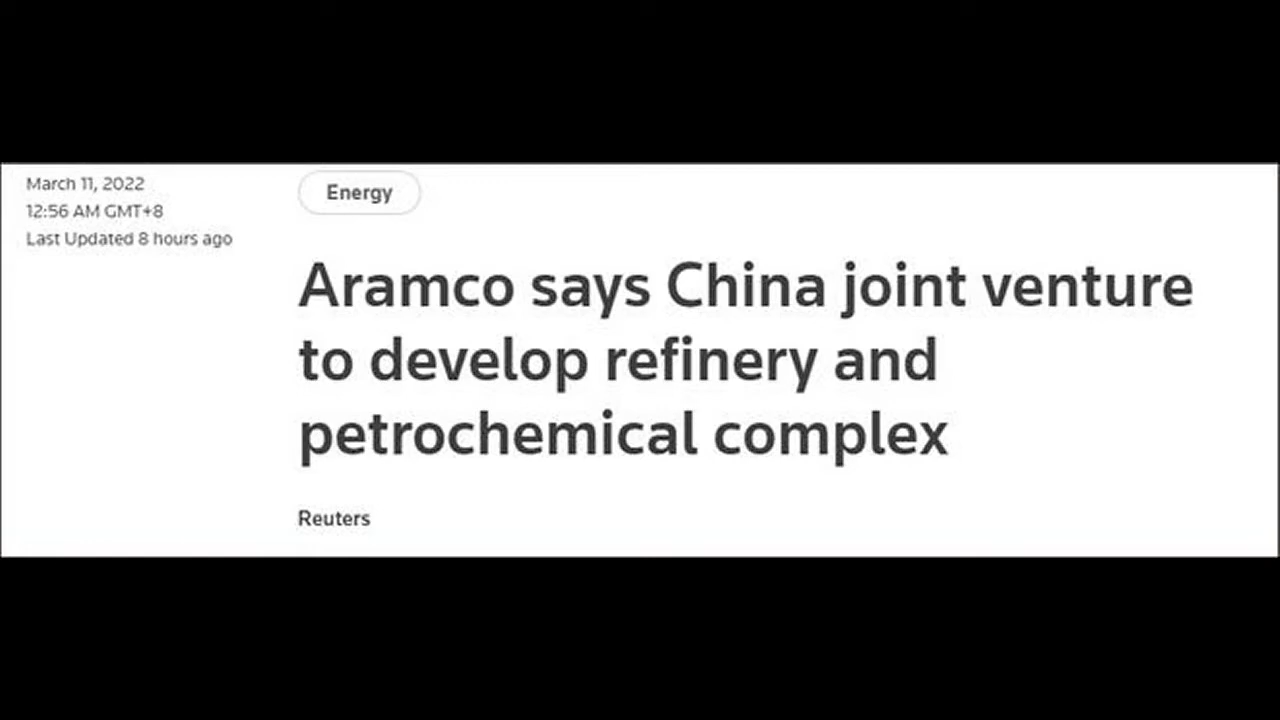 March 11, 2022
12:56 AM GMT+8
Last Updated 8 hours ago
Energy
Aramco says China joint venture
to develop refinery and
petrochemical complex
Reuters